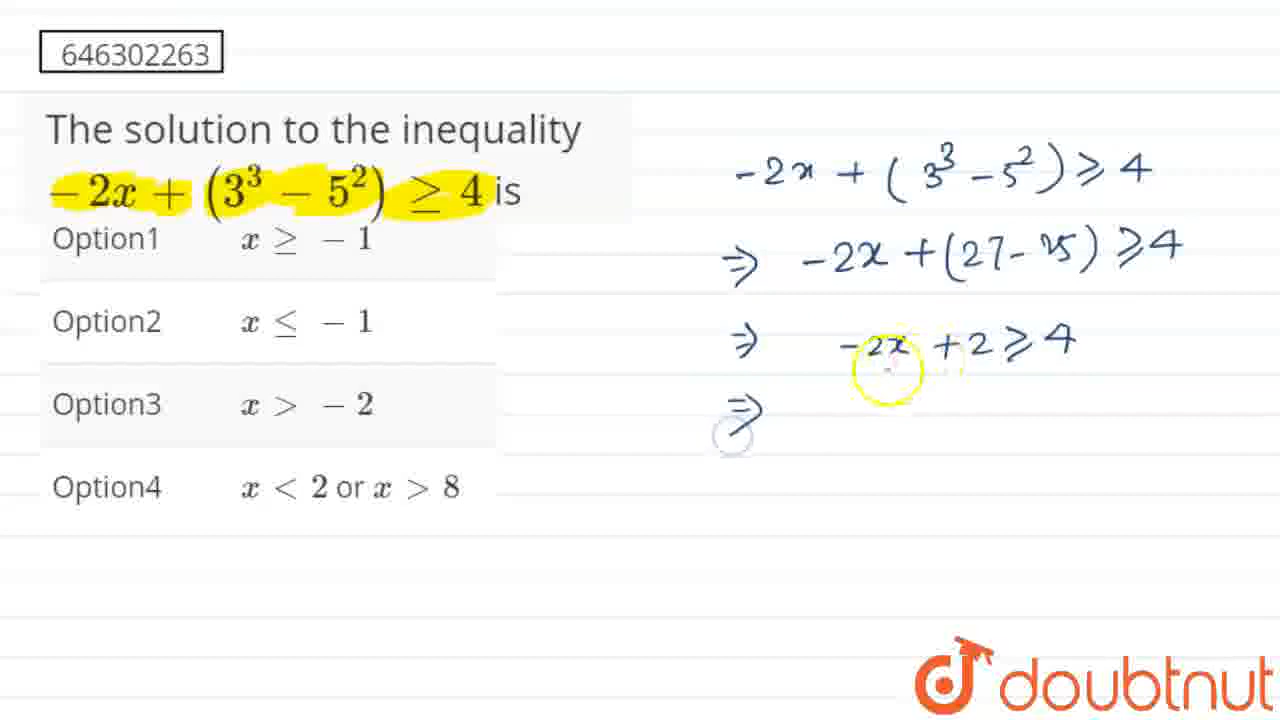 646302263
The solution to the inequality
−2x + (3³ − 5²) ≥ 4 is
Option1 x ≥ −1
Option2 x ≤ −1
Option3 x > −2
Option4 x < 2 or x > 8
-2x + (3³ - 5²) ≥ 4
⇒ -2x + (27 - 25) ≥ 4
⇒ -2x + 2 ≥ 4
⇒
doubtnut